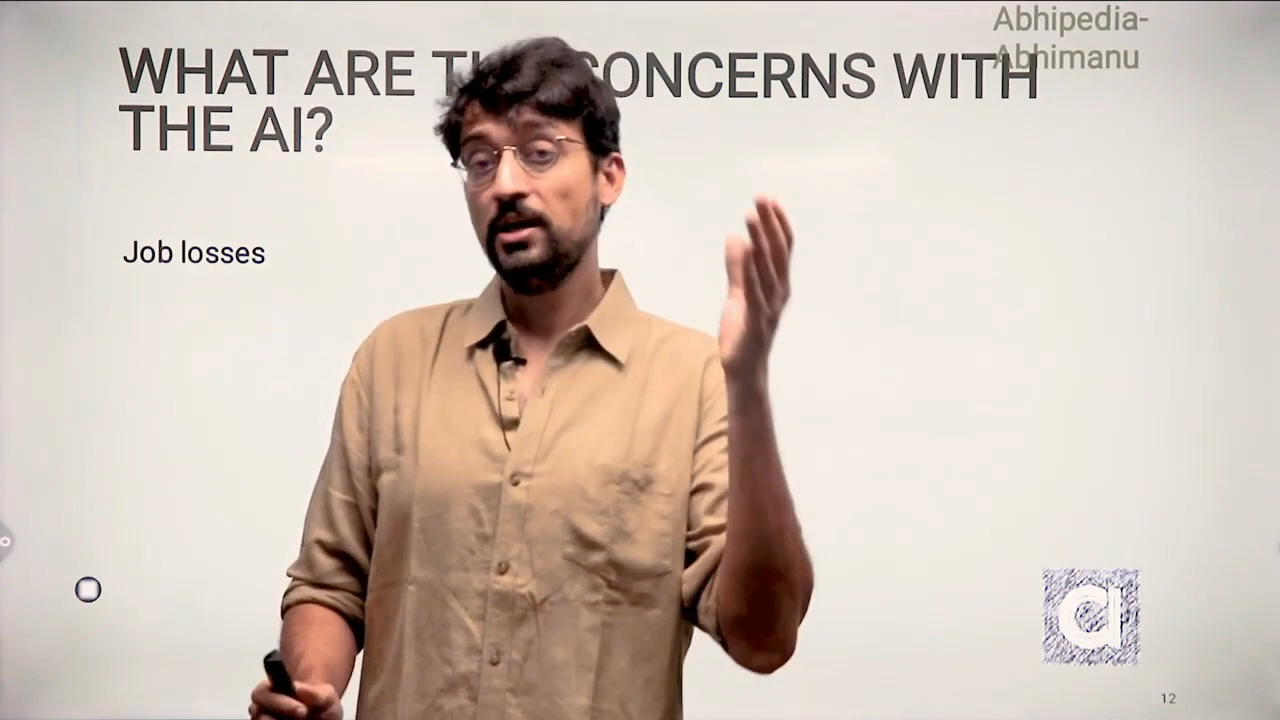 Abhipedia-
Abhimanu
WHAT ARE CONCERNS WITH
THE AI?
Job losses
a
12